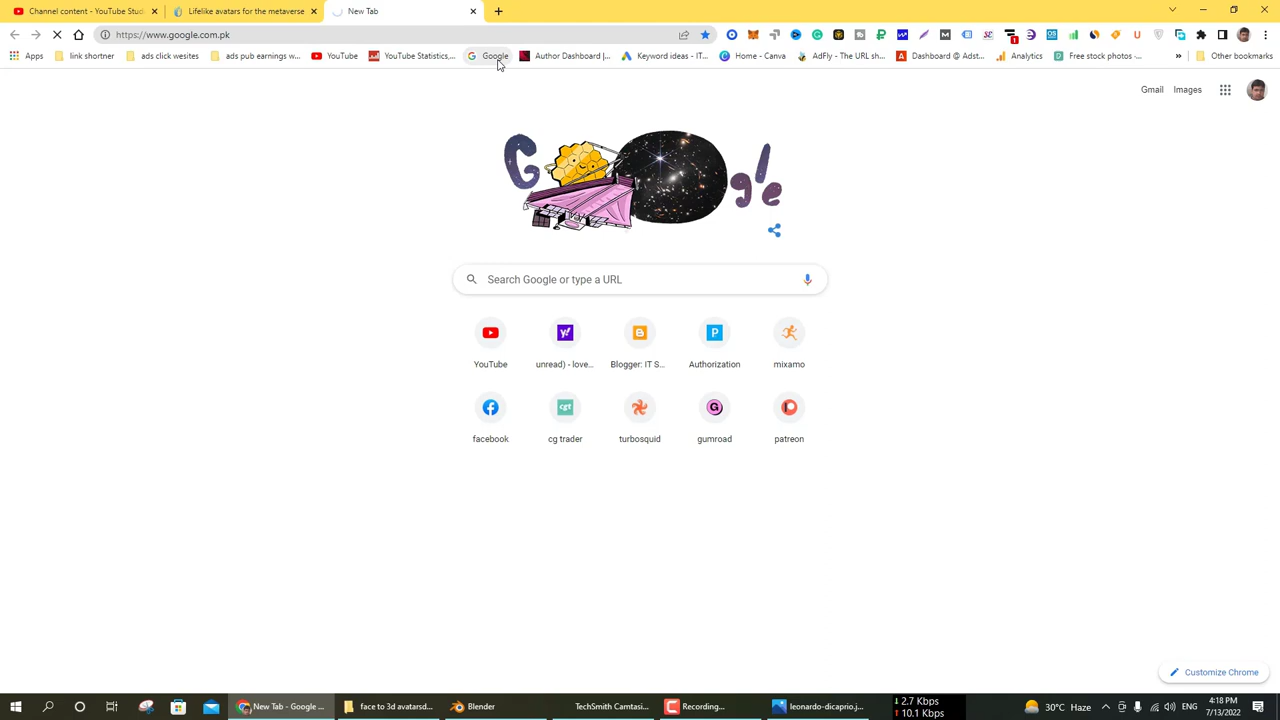 Channel content - YouTube Stud
Lifelike avatars for the metaverse
New Tab
https://www.google.com.pk
Apps
link shortner
ads click wesites
ads pub earnings w...
YouTube
YouTube Statistics,...
Google
Author Dashboard |...
Keyword ideas - IT...
Home - Canva
AdFly - The URL sh...
Dashboard @ Adst...
Analytics
Free stock photos -...
»
Other bookmarks
Gmail
Images
G gle
Search Google or type a URL
YouTube
unread) - love...
Blogger: IT S...
Authorization
mixamo
facebook
cg trader
turbosquid
gumroad
patreon
Customize Chrome
New Tab - Google ...
face to 3d avatarsd...
Blender
TechSmith Camtasi...
Recording...
leonardo-dicaprio.j...
2.7 Kbps
10.1 Kbps
30°C Haze
ENG
4:18 PM
7/13/2022